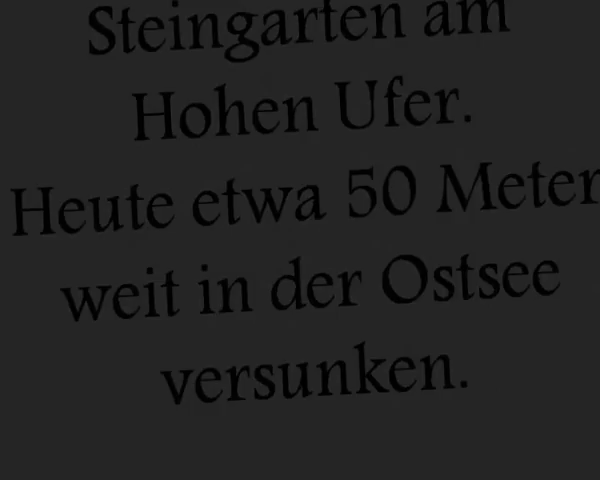 Steingarten am
Hohen Ufer.
Heute etwa 50 Meter
weit in der Ostsee
versunken.